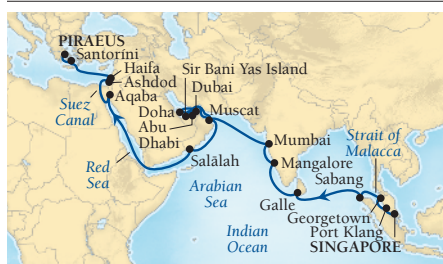 PIRAEUS
Santoríni
Haifa
Ashdod
Aqaba
Suez
Canal
Red
Sea
Sir Bani Yas Island
Dubai
Doha
Abu
Dhabi
Muscat
Salālah
Arabian
Sea
Mumbai
Mangalore
Galle
Indian
Ocean
Strait of
Malacca
Sabang
Georgetown
Port Klang
SINGAPORE